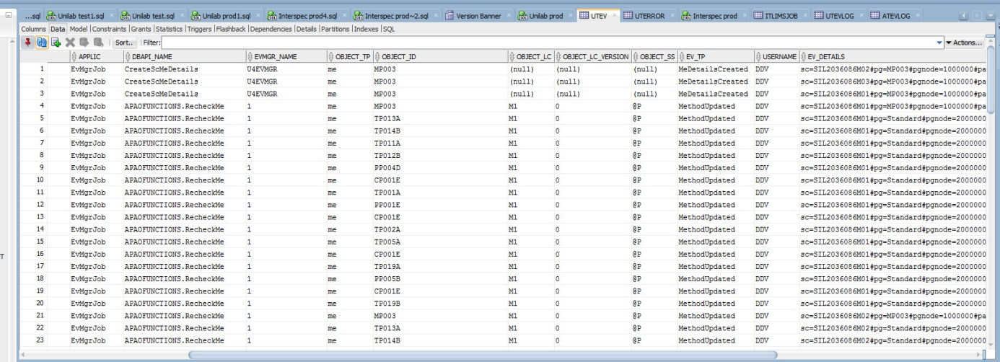 ...sql Unilab test1.sql Unilab test.sql Unilab prod1.sql Interspec prod4.sql Interspec prod~2.sql Version Banner Unilab prod UTEV UTERROR Interspec prod ITLIMSJOB UTEVLOG ATEVLOG
Columns Data Model Constraints Grants Statistics Triggers Flashback Dependencies Details Partitions Indexes SQL
Sort.. Filter: Actions...
APPLIC DBAPI_NAME EVMGR_NAME OBJECT_TP OBJECT_ID OBJECT_LC OBJECT_LC_VERSION OBJECT_SS EV_TP USERNAME EV_DETAILS
1 EvMgrJob CreateScMeDetails U4EVMGR me MP003 (null) (null) (null) MeDetailsCreated DDV sc=SIL2036086M02#pg=MP003#pgnode=1000000#pa
2 EvMgrJob CreateScMeDetails U4EVMGR me MP003 (null) (null) (null) MeDetailsCreated DDV sc=SIL2036086M03#pg=MP003#pgnode=1000000#pa
3 EvMgrJob CreateScMeDetails U4EVMGR me MP003 (null) (null) (null) MeDetailsCreated DDV sc=SIL2036086M01#pg=MP003#pgnode=1000000#pa
4 EvMgrJob APAOFUNCTIONS.RecheckMe 1 me MP003 M1 0 @P MethodUpdated DDV sc=SIL2036086M01#pg=MP003#pgnode=1000000#pa
5 EvMgrJob APAOFUNCTIONS.RecheckMe 1 me TP013A M1 0 @P MethodUpdated DDV sc=SIL2036086M01#pg=Standard#pgnode=2000000
6 EvMgrJob APAOFUNCTIONS.RecheckMe 1 me TP014B M1 0 @P MethodUpdated DDV sc=SIL2036086M01#pg=Standard#pgnode=2000000
7 EvMgrJob APAOFUNCTIONS.RecheckMe 1 me TP011A M1 0 @P MethodUpdated DDV sc=SIL2036086M01#pg=Standard#pgnode=2000000
8 EvMgrJob APAOFUNCTIONS.RecheckMe 1 me TP012B M1 0 @P MethodUpdated DDV sc=SIL2036086M01#pg=Standard#pgnode=2000000
9 EvMgrJob APAOFUNCTIONS.RecheckMe 1 me PP004D M1 0 @P MethodUpdated DDV sc=SIL2036086M01#pg=Standard#pgnode=2000000
10 EvMgrJob APAOFUNCTIONS.RecheckMe 1 me CP001E M1 0 @P MethodUpdated DDV sc=SIL2036086M01#pg=Standard#pgnode=2000000
11 EvMgrJob APAOFUNCTIONS.RecheckMe 1 me TP001A M1 0 @P MethodUpdated DDV sc=SIL2036086M01#pg=Standard#pgnode=2000000
12 EvMgrJob APAOFUNCTIONS.RecheckMe 1 me PP001E M1 0 @P MethodUpdated DDV sc=SIL2036086M01#pg=Standard#pgnode=2000000
13 EvMgrJob APAOFUNCTIONS.RecheckMe 1 me CP001E M1 0 @P MethodUpdated DDV sc=SIL2036086M01#pg=Standard#pgnode=2000000
14 EvMgrJob APAOFUNCTIONS.RecheckMe 1 me TP002A M1 0 @P MethodUpdated DDV sc=SIL2036086M01#pg=Standard#pgnode=2000000
15 EvMgrJob APAOFUNCTIONS.RecheckMe 1 me TP005A M1 0 @P MethodUpdated DDV sc=SIL2036086M01#pg=Standard#pgnode=2000000
16 EvMgrJob APAOFUNCTIONS.RecheckMe 1 me CP001E M1 0 @P MethodUpdated DDV sc=SIL2036086M01#pg=Standard#pgnode=2000000
T
17 EvMgrJob APAOFUNCTIONS.RecheckMe 1 me TP019A M1 0 @P MethodUpdated DDV sc=SIL2036086M01#pg=Standard#pgnode=2000000
18 EvMgrJob APAOFUNCTIONS.RecheckMe 1 me PP005B M1 0 @P MethodUpdated DDV sc=SIL2036086M01#pg=Standard#pgnode=2000000
19 EvMgrJob APAOFUNCTIONS.RecheckMe 1 me CP001E M1 0 @P MethodUpdated DDV sc=SIL2036086M01#pg=Standard#pgnode=2000000
20 EvMgrJob APAOFUNCTIONS.RecheckMe 1 me TP019B M1 0 @P MethodUpdated DDV sc=SIL2036086M01#pg=Standard#pgnode=2000000
21 EvMgrJob APAOFUNCTIONS.RecheckMe 1 me MP003 M1 0 @P MethodUpdated DDV sc=SIL2036086M02#pg=MP003#pgnode=1000000#pa
22 EvMgrJob APAOFUNCTIONS.RecheckMe 1 me TP013A M1 0 @P MethodUpdated DDV sc=SIL2036086M02#pg=Standard#pgnode=2000000
23 EvMgrJob APAOFUNCTIONS.RecheckMe 1 me TP014B M1 0 @P MethodUpdated DDV sc=SIL2036086M02#pg=Standard#pgnode=2000000